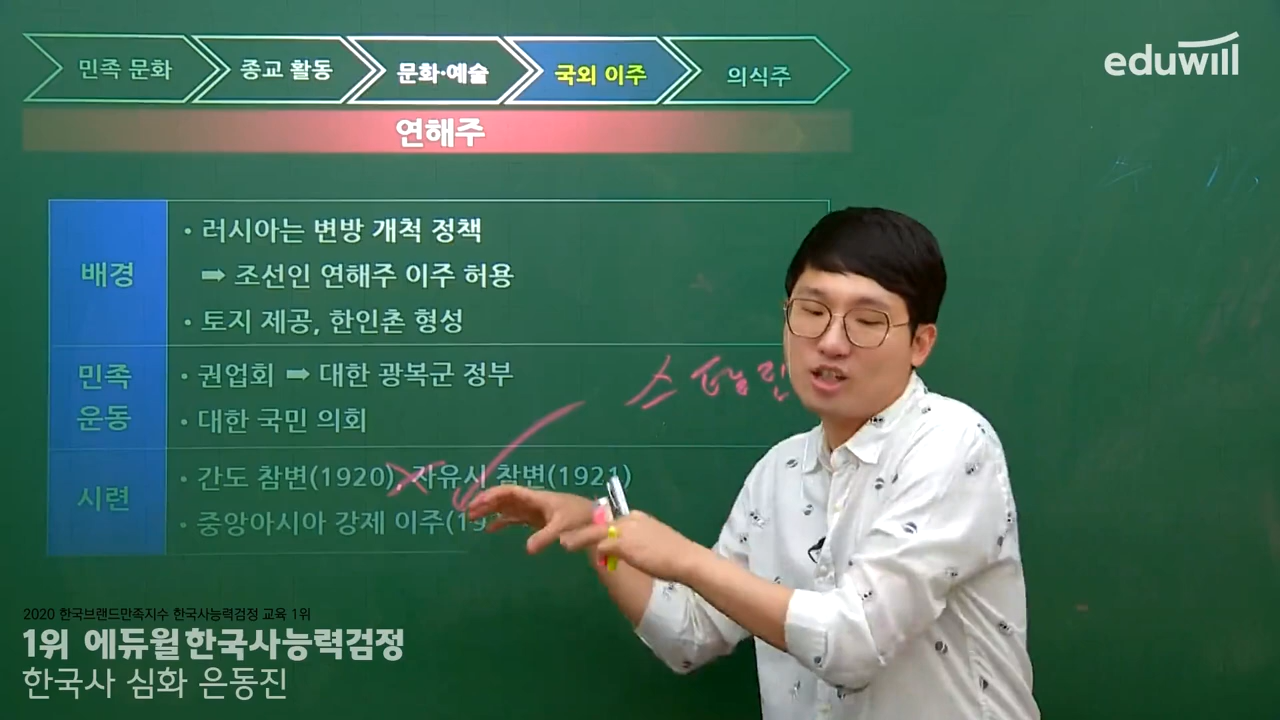 민족 문화
종교 활동
문화·예술
국외 이주
의식주
eduwill
연해주
배경
• 러시아는 변방 개척 정책
➡ 조선인 연해주 이주 허용
• 토지 제공, 한인촌 형성
민족
운동
• 권업회 ➡ 대한 광복군 정부
• 대한 국민 의회
스탈린
시련
• 간도 참변(1920), 자유시 참변(1921)
• 중앙아시아 강제 이주(19
2020 한국브랜드만족지수 한국사능력검정 교육 1위
1위 에듀윌한국사능력검정
한국사 심화 은동진